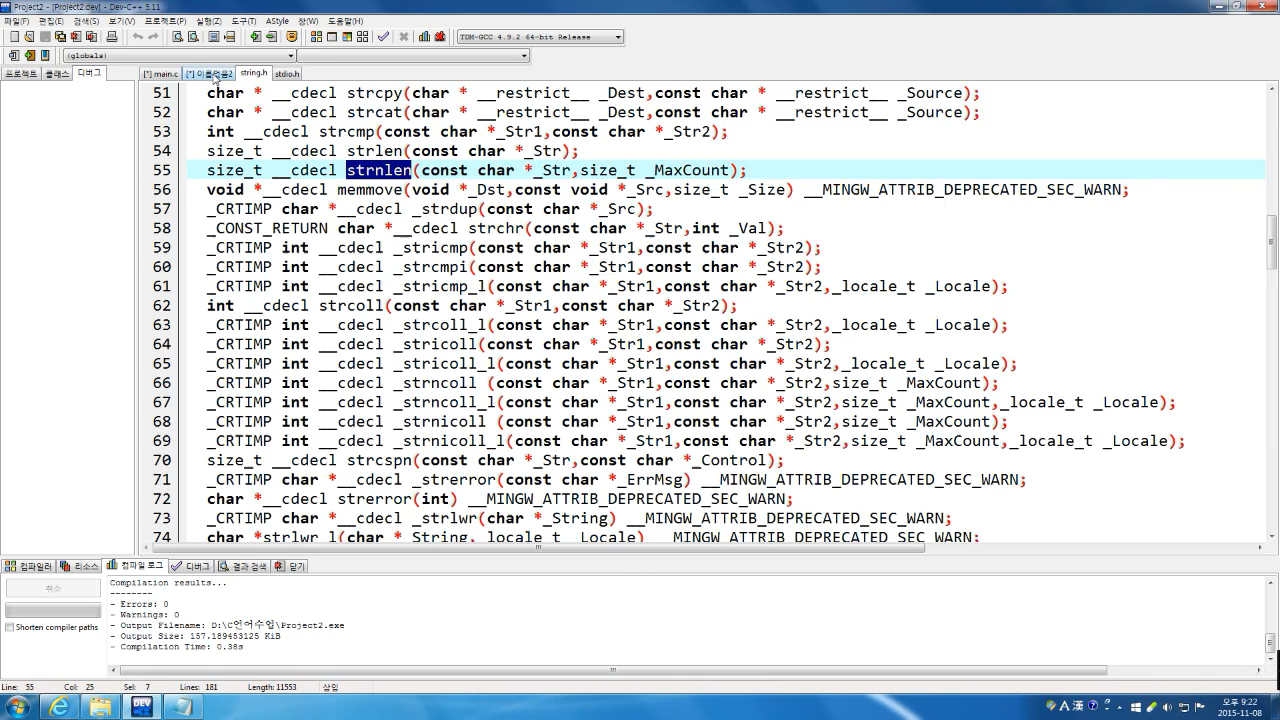 Project2 - [Project2.dev] - Dev-C++ 5.11
파일(F) 편집(E) 검색(S) 보기(V) 프로젝트(P) 실행(Z) 도구(T) AStyle 창(W) 도움말(H)
TDM-GCC 4.9.2 64-bit Release
(globals)
프로젝트 클래스 디버그 [*] main.c [*] 이름없음2 string.h stdio.h
51 char * __cdecl strcpy(char * __restrict__ _Dest,const char * __restrict__ _Source);
52 char * __cdecl strcat(char * __restrict__ _Dest,const char * __restrict__ _Source);
53 int __cdecl strcmp(const char *_Str1,const char *_Str2);
54 size_t __cdecl strlen(const char *_Str);
55 size_t __cdecl strnlen(const char *_Str,size_t _MaxCount);
56 void *__cdecl memmove(void *_Dst,const void *_Src,size_t _Size) __MINGW_ATTRIB_DEPRECATED_SEC_WARN;
57 _CRTIMP char *__cdecl _strdup(const char *_Src);
58 _CONST_RETURN char *__cdecl strchr(const char *_Str,int _Val);
59 _CRTIMP int __cdecl _stricmp(const char *_Str1,const char *_Str2);
60 _CRTIMP int __cdecl _strcmpi(const char *_Str1,const char *_Str2);
61 _CRTIMP int __cdecl _stricmp_l(const char *_Str1,const char *_Str2,_locale_t _Locale);
62 int __cdecl strcoll(const char *_Str1,const char *_Str2);
63 _CRTIMP int __cdecl _strcoll_l(const char *_Str1,const char *_Str2,_locale_t _Locale);
64 _CRTIMP int __cdecl _stricoll(const char *_Str1,const char *_Str2);
65 _CRTIMP int __cdecl _stricoll_l(const char *_Str1,const char *_Str2,_locale_t _Locale);
66 _CRTIMP int __cdecl _strncoll (const char *_Str1,const char *_Str2,size_t _MaxCount);
67 _CRTIMP int __cdecl _strncoll_l(const char *_Str1,const char *_Str2,size_t _MaxCount,_locale_t _Locale);
68 _CRTIMP int __cdecl _strnicoll (const char *_Str1,const char *_Str2,size_t _MaxCount);
69 _CRTIMP int __cdecl _strnicoll_l(const char *_Str1,const char *_Str2,size_t _MaxCount,_locale_t _Locale);
70 size_t __cdecl strcspn(const char *_Str,const char *_Control);
71 _CRTIMP char *__cdecl _strerror(const char *_ErrMsg) __MINGW_ATTRIB_DEPRECATED_SEC_WARN;
72 char *__cdecl strerror(int) __MINGW_ATTRIB_DEPRECATED_SEC_WARN;
73 _CRTIMP char *__cdecl _strlwr(char *_String) __MINGW_ATTRIB_DEPRECATED_SEC_WARN;
74 char *strlwr_l(char *_String,_locale_t _Locale) __MINGW_ATTRIB_DEPRECATED_SEC_WARN;
컴파일러 리소스 컴파일 로그 디버그 결과 검색 닫기
취소
Shorten compiler paths
Compilation results...
--------
- Errors: 0
- Warnings: 0
- Output Filename: D:\C언어수업\Project2.exe
- Output Size: 157.189453125 KiB
- Compilation Time: 0.38s
Line: 55 Col: 25 Sel: 7 Lines: 181 Length: 11553 삽입
DEV
A 漢
오후 9:22
2015-11-08